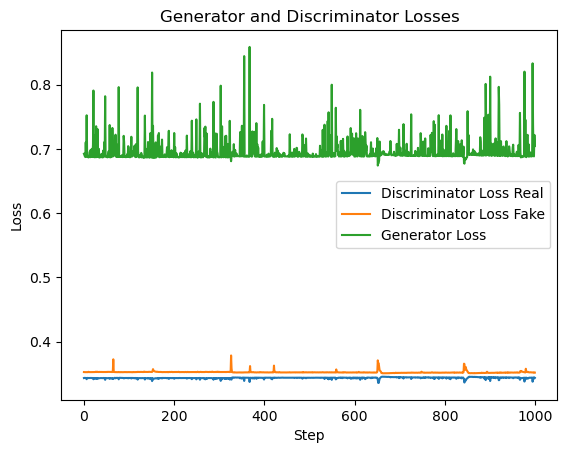 Generator and Discriminator Losses
0.8
0.7
0.6
0.5
0.4
Loss
Discriminator Loss Real
Discriminator Loss Fake
Generator Loss
0
200
400
600
800
1000
Step